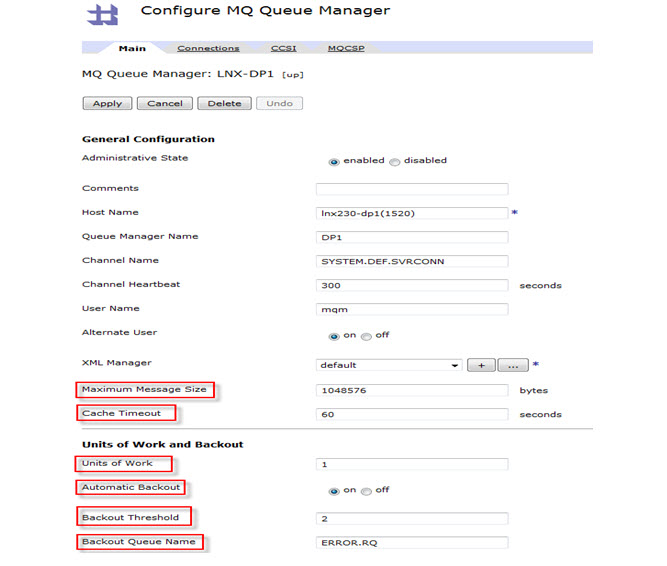 Configure MQ Queue Manager
Main Connections CCSI MQCSP
MQ Queue Manager: LNX-DP1 [up]
Apply Cancel Delete Undo
General Configuration
Administrative State enabled disabled
Comments
Host Name lnx230-dp1(1520) *
Queue Manager Name DP1
Channel Name SYSTEM.DEF.SVRCONN
Channel Heartbeat 300 seconds
User Name mqm
Alternate User on off
XML Manager default + ... *
Maximum Message Size 1048576 bytes
Cache Timeout 60 seconds
Units of Work and Backout
Units of Work 1
Automatic Backout on off
Backout Threshold 2
Backout Queue Name ERROR.RQ